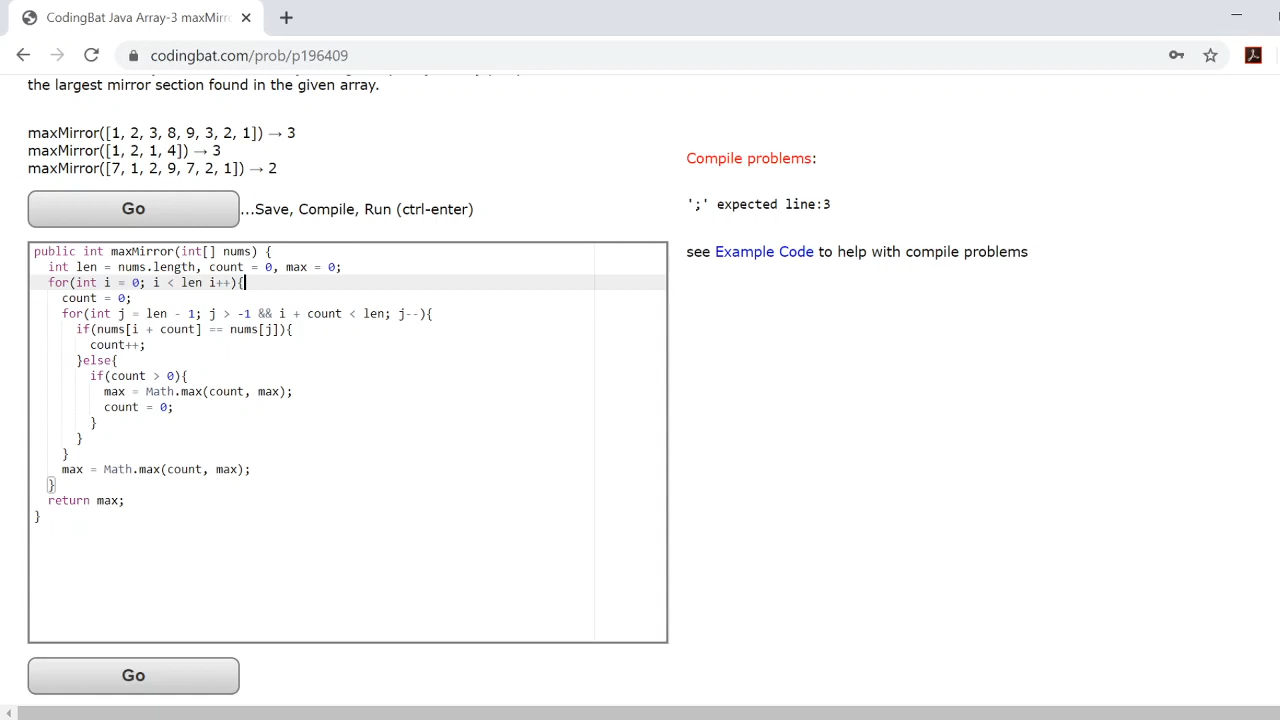 CodingBat Java Array-3 maxMirr
codingbat.com/prob/p196409
the largest mirror section found in the given array.
maxMirror([1, 2, 3, 8, 9, 3, 2, 1]) → 3
maxMirror([1, 2, 1, 4]) → 3
maxMirror([7, 1, 2, 9, 7, 2, 1]) → 2
Go
...Save, Compile, Run (ctrl-enter)
public int maxMirror(int[] nums) {
  int len = nums.length, count = 0, max = 0;
  for(int i = 0; i < len i++){
    count = 0;
    for(int j = len - 1; j > -1 && i + count < len; j--){
      if(nums[i + count] == nums[j]){
        count++;
      }else{
        if(count > 0){
          max = Math.max(count, max);
          count = 0;
        }
      }
    }
    max = Math.max(count, max);
  }
  return max;
}
Go
Compile problems:
';' expected line:3
see Example Code to help with compile problems